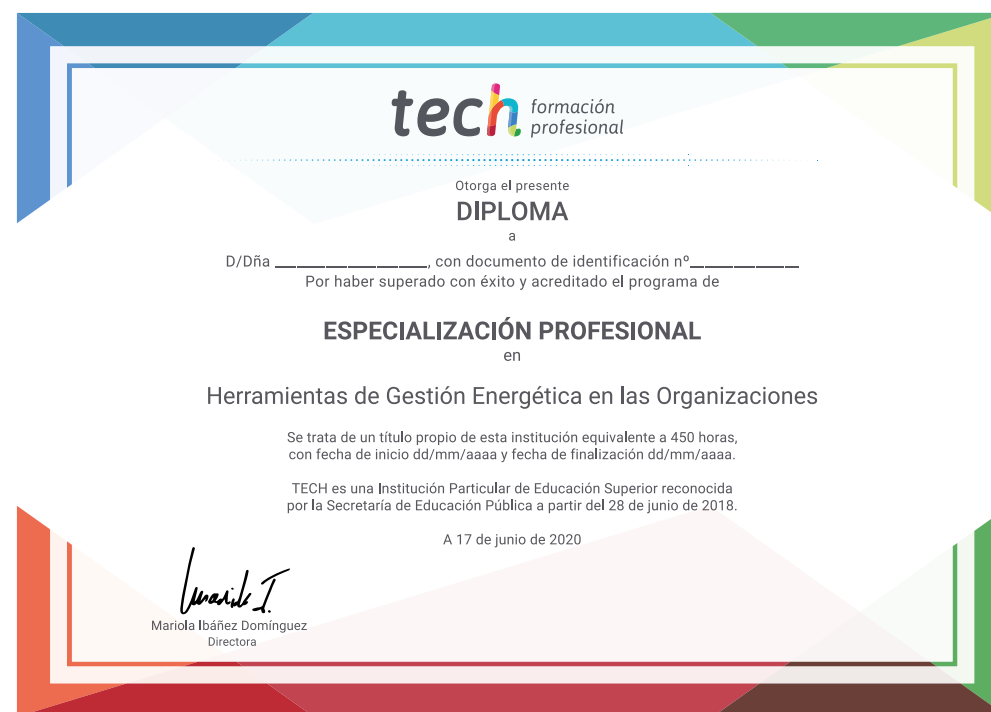 tech formación
profesional
Otorga el presente
DIPLOMA
a
D/Dña ______________, con documento de identificación nº__________
Por haber superado con éxito y acreditado el programa de
ESPECIALIZACIÓN PROFESIONAL
en
Herramientas de Gestión Energética en las Organizaciones
Se trata de un título propio de esta institución equivalente a 450 horas,
con fecha de inicio dd/mm/aaaa y fecha de finalización dd/mm/aaaa.
TECH es una Institución Particular de Educación Superior reconocida
por la Secretaría de Educación Pública a partir del 28 de junio de 2018.
A 17 de junio de 2020
Mariola Ibáñez Domínguez
Directora